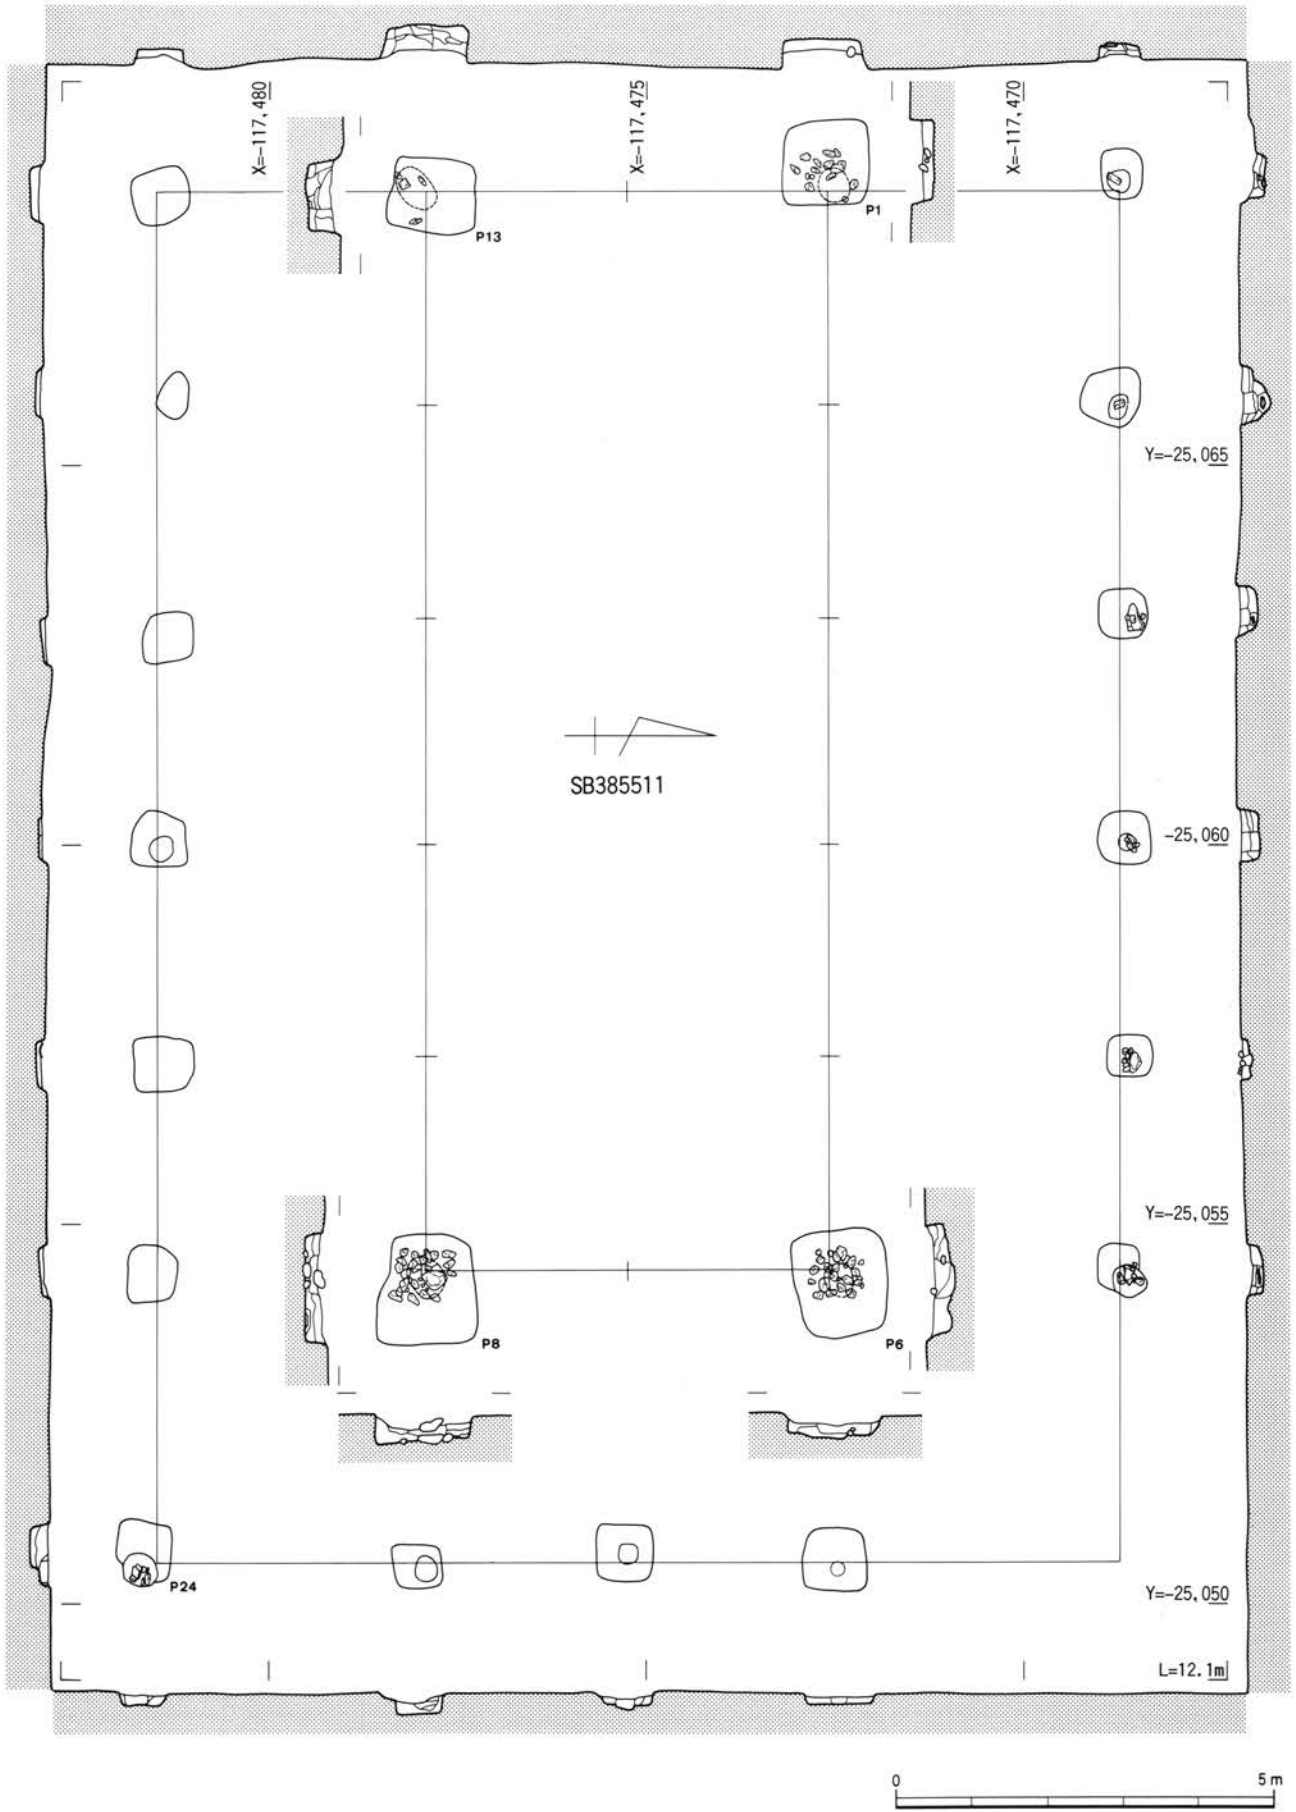 X=-117,480
X=-117,475
X=-117,470
P13
P1
Y=-25,065
SB385511
-25,060
Y=-25,055
P8
P6
P24
Y=-25,050
L=12.1m
0
5m